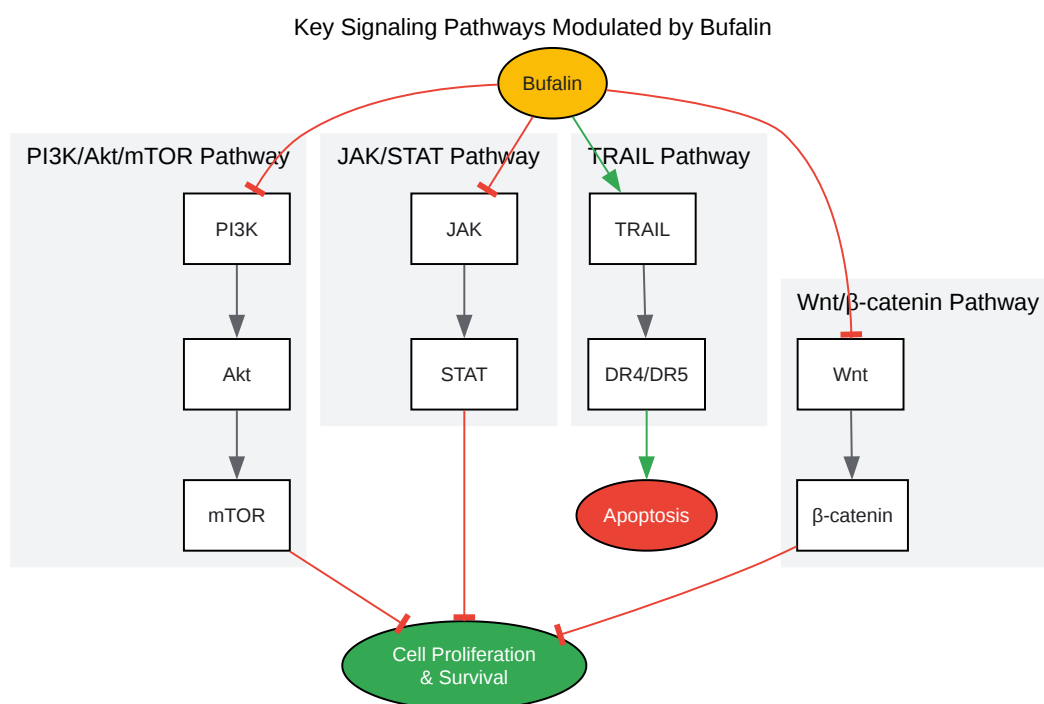 Key Signaling Pathways Modulated by Bufalin
Bufalin
PI3K/Akt/mTOR Pathway
JAK/STAT Pathway
TRAIL Pathway
PI3K
JAK
TRAIL
Wnt/β-catenin Pathway
Akt
STAT
DR4/DR5
Wnt
mTOR
Apoptosis
β-catenin
Cell Proliferation
& Survival